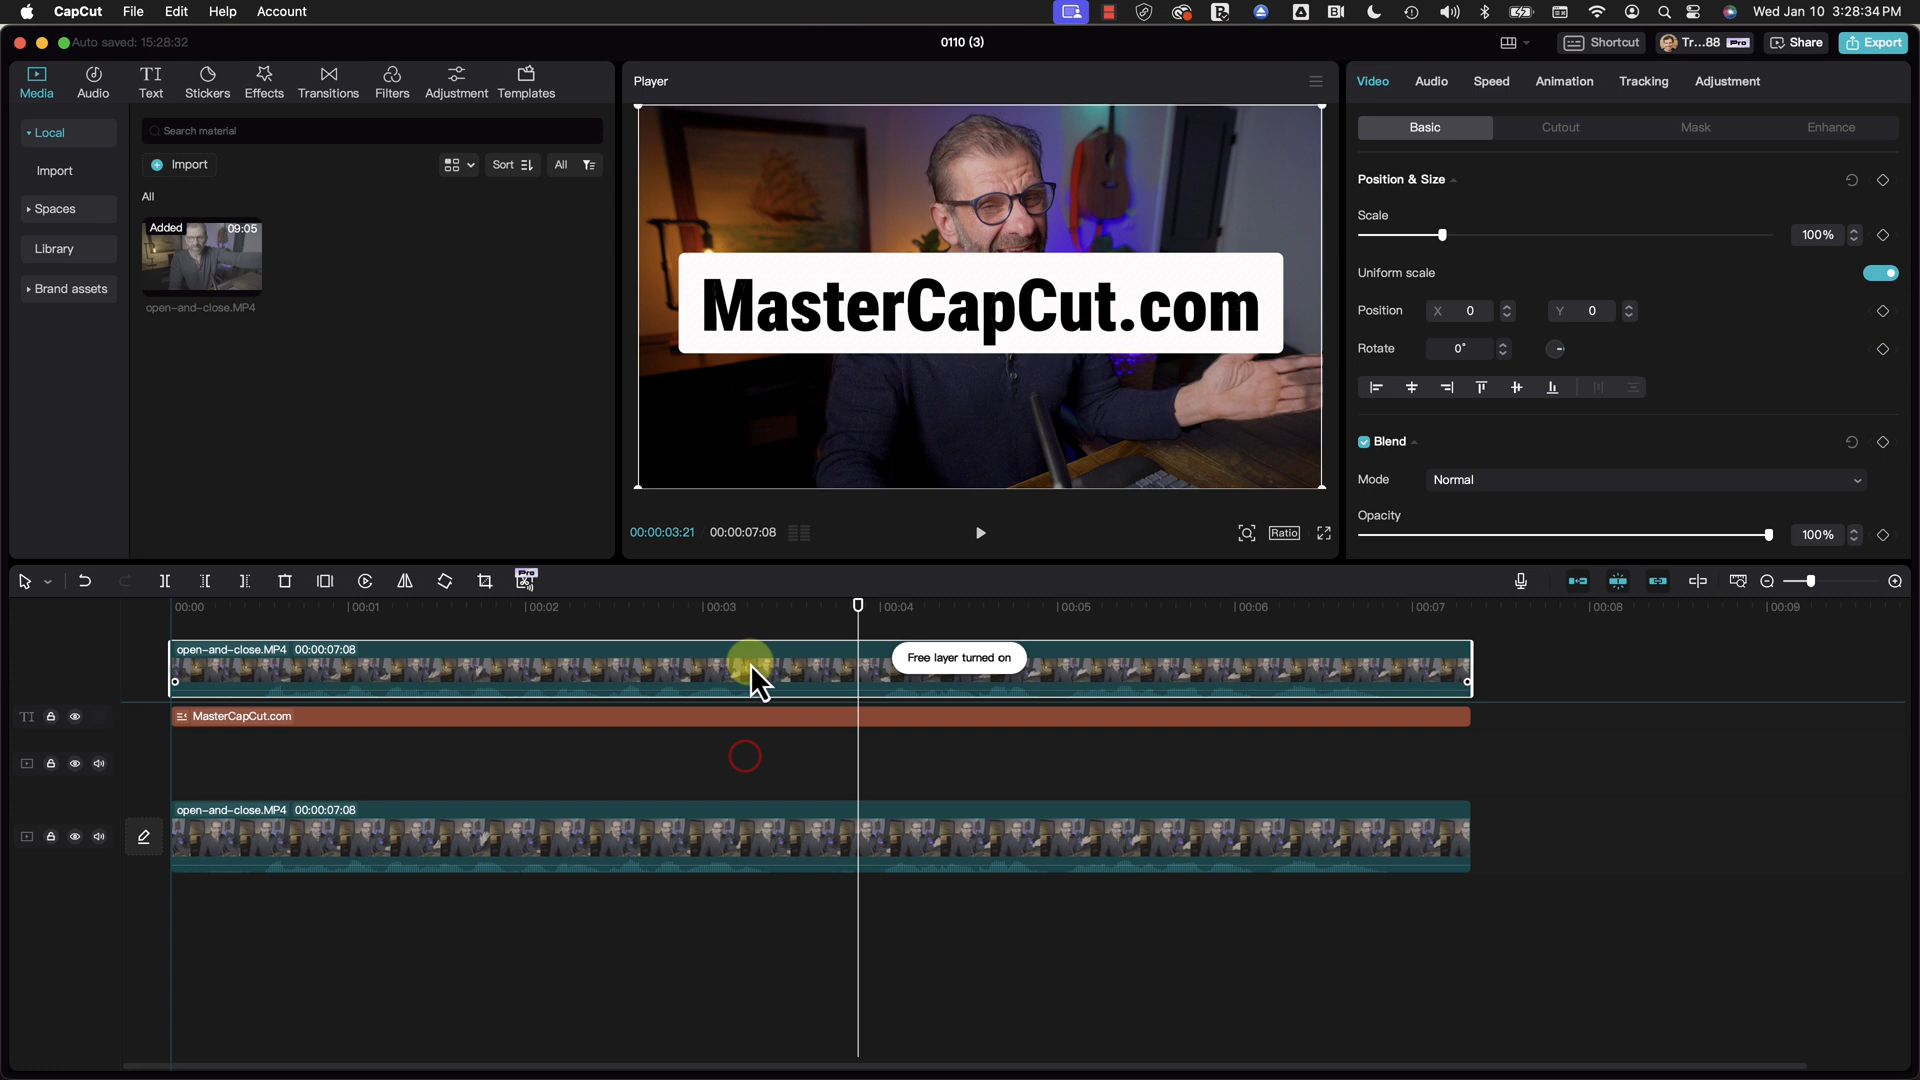 CapCut File Edit Help Account
Wed Jan 10 3:28:34 PM
Auto saved: 15:28:32
0110 (3)
Shortcut
Tr...88 Pro
Share
Export
Media Audio Text Stickers Effects Transitions Filters Adjustment Templates
Local
Import
Spaces
Library
Brand assets
Search material
Import
Sort
All
All
Added 09:05
open-and-close.MP4
Player
MasterCapCut.com
00:00:03:21 00:00:07:08
Ratio
Video Audio Speed Animation Tracking Adjustment
Basic Cutout Mask Enhance
Position & Size
Scale
100%
Uniform scale
Position X 0 Y 0
Rotate 0°
Blend
Mode Normal
Opacity
100%
Pro
00:00 00:01 00:02 00:03 00:04 00:05 00:06 00:07 00:08 00:09
open-and-close.MP4 00:00:07:08
Free layer turned on
TI MasterCapCut.com
open-and-close.MP4 00:00:07:08